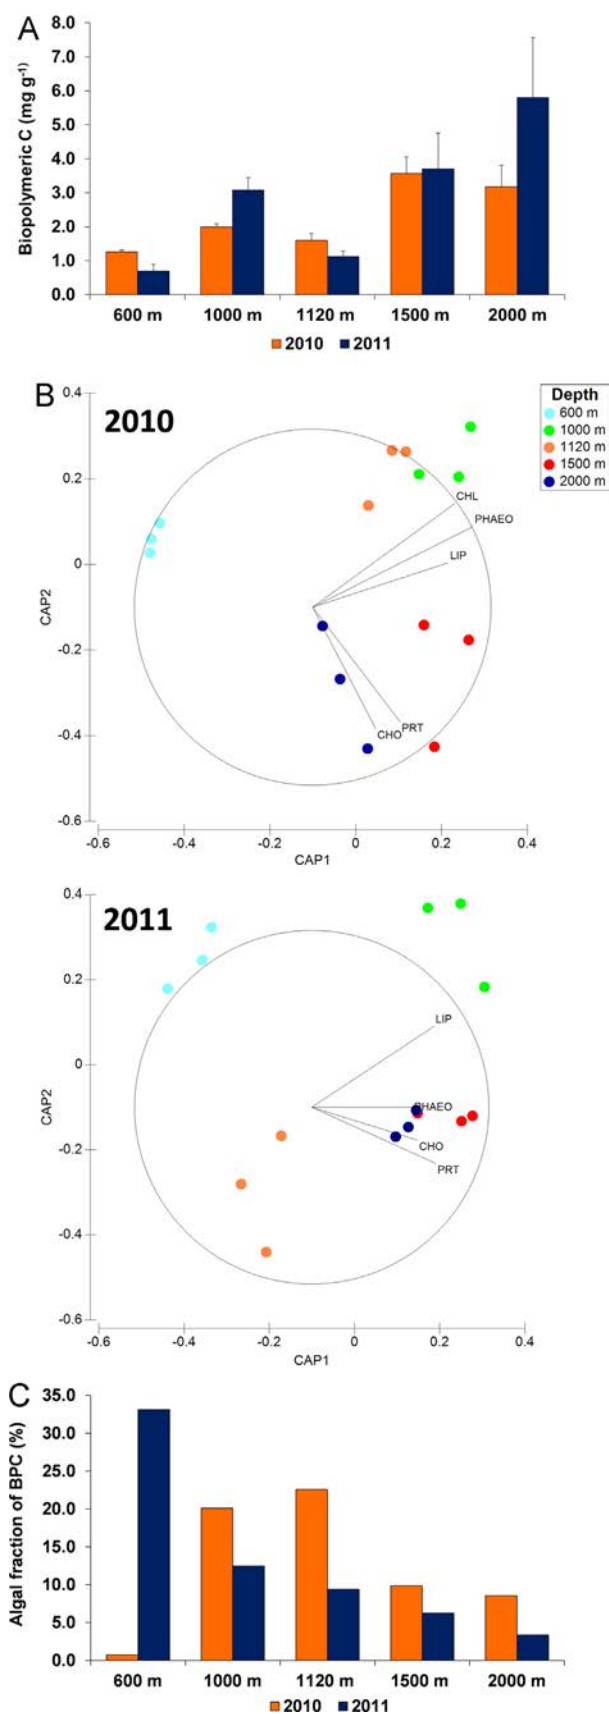 A
Biopolymeric C (mg g⁻¹)
8.0
7.0
6.0
5.0
4.0
3.0
2.0
1.0
0.0
600 m 1000 m 1120 m 1500 m 2000 m
2010 2011
B
2010
Depth
600 m
1000 m
1120 m
1500 m
2000 m
CAP2
0.4
0.2
0
-0.2
-0.4
-0.6
CHL
PHAEO
LIP
PRT
CHO
-0.6 -0.4 -0.2 0 0.2 0.4
CAP1
2011
CAP2
0.4
0.2
0
-0.2
-0.4
-0.6
LIP
PHAEO
CHO
PRT
-0.6 -0.4 -0.2 0 0.2 0.4
CAP1
C
Algal fraction of BPC (%)
35.0
30.0
25.0
20.0
15.0
10.0
5.0
0.0
600 m 1000 m 1120 m 1500 m 2000 m
2010 2011